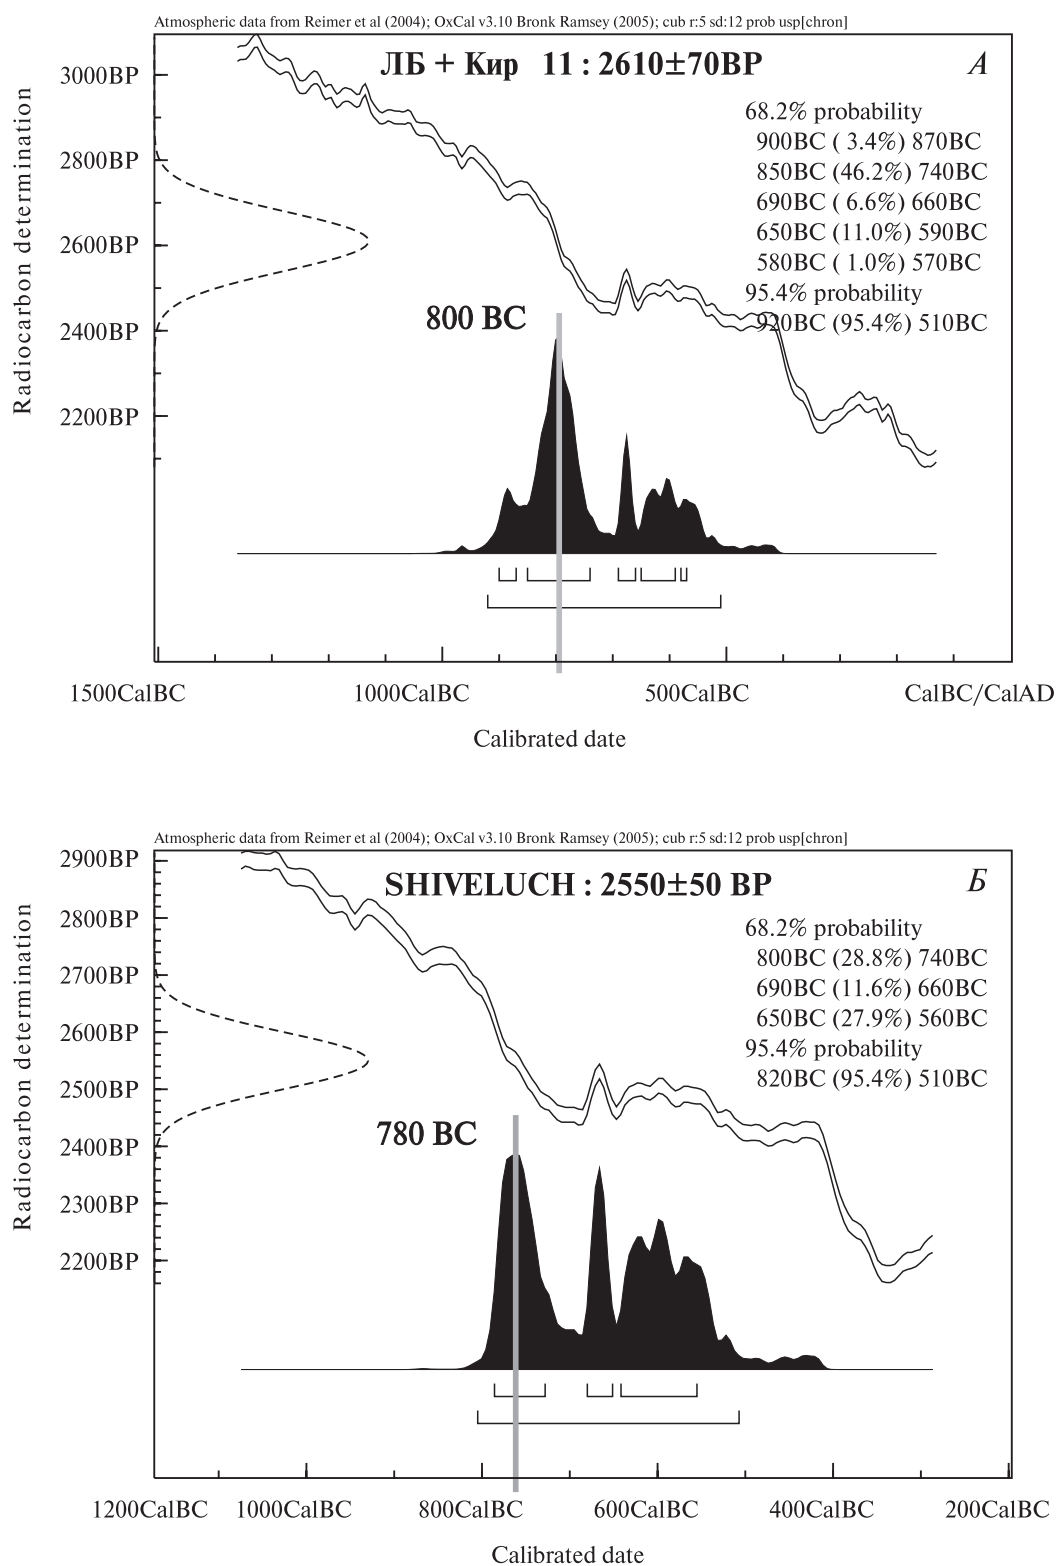 Atmospheric data from Reimer et al (2004); OxCal v3.10 Bronk Ramsey (2005); cub r:5 sd:12 prob usp[chron]
ЛБ + Кир 11 : 2610±70BP
А
68.2% probability
900BC ( 3.4%) 870BC
850BC (46.2%) 740BC
690BC ( 6.6%) 660BC
650BC (11.0%) 590BC
580BC ( 1.0%) 570BC
95.4% probability
920BC (95.4%) 510BC
Radiocarbon determination
3000BP
2800BP
2600BP
2400BP
2200BP
800 BC
1500CalBC
1000CalBC
500CalBC
CalBC/CalAD
Calibrated date
Atmospheric data from Reimer et al (2004); OxCal v3.10 Bronk Ramsey (2005); cub r:5 sd:12 prob usp[chron]
SHIVELUCH : 2550±50 BP
Б
68.2% probability
800BC (28.8%) 740BC
690BC (11.6%) 660BC
650BC (27.9%) 560BC
95.4% probability
820BC (95.4%) 510BC
Radiocarbon determination
2900BP
2800BP
2700BP
2600BP
2500BP
2400BP
2300BP
2200BP
780 BC
1200CalBC
1000CalBC
800CalBC
600CalBC
400CalBC
200CalBC
Calibrated date